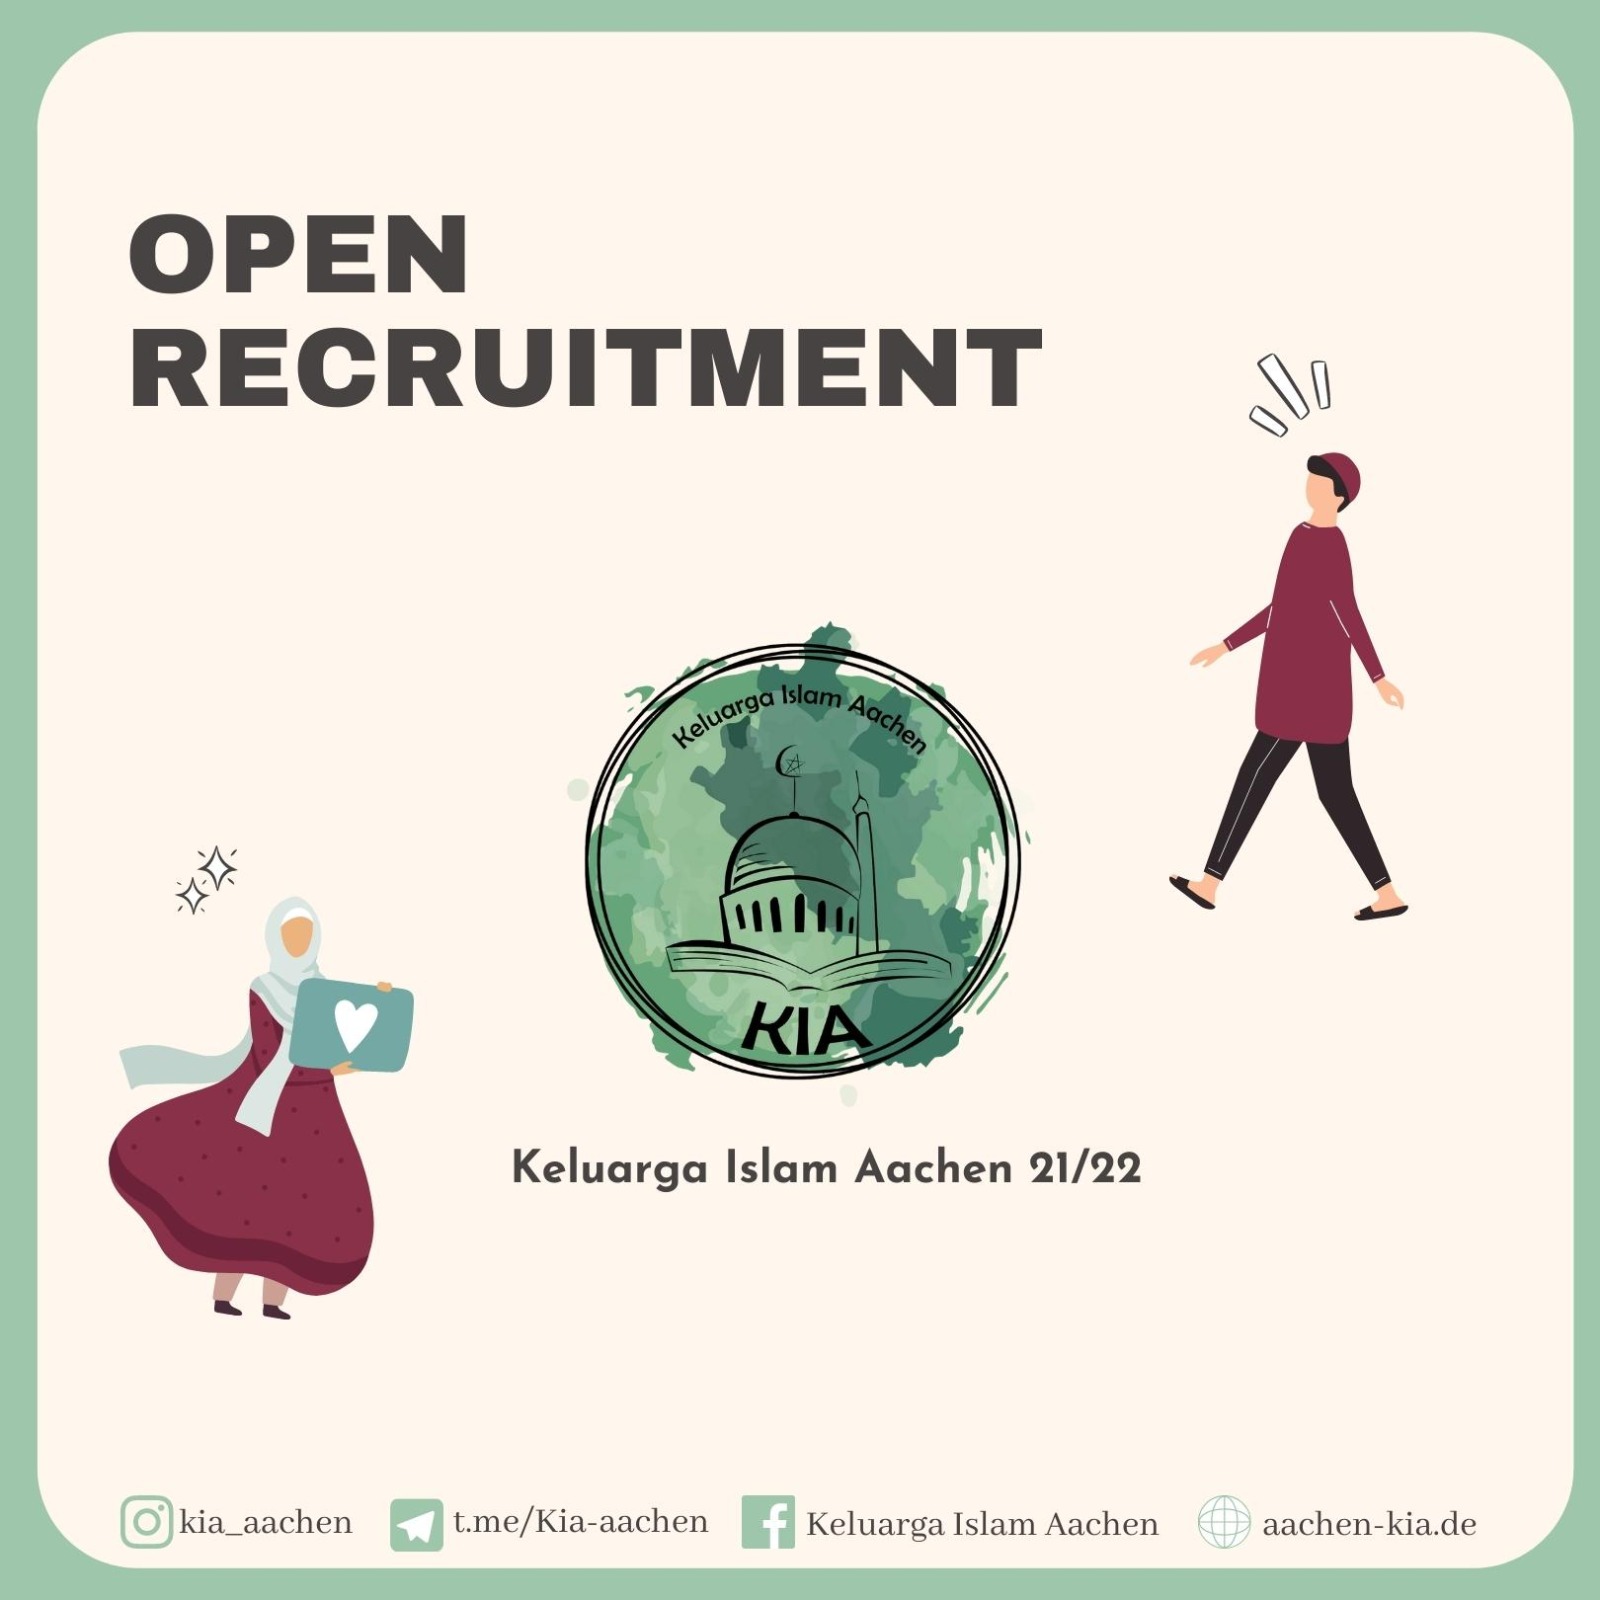 OPEN
RECRUITMENT
Keluarga Islam Aachen
KIA
Keluarga Islam Aachen 21/22
kia_aachen
t.me/Kia-aachen
Keluarga Islam Aachen
aachen-kia.de